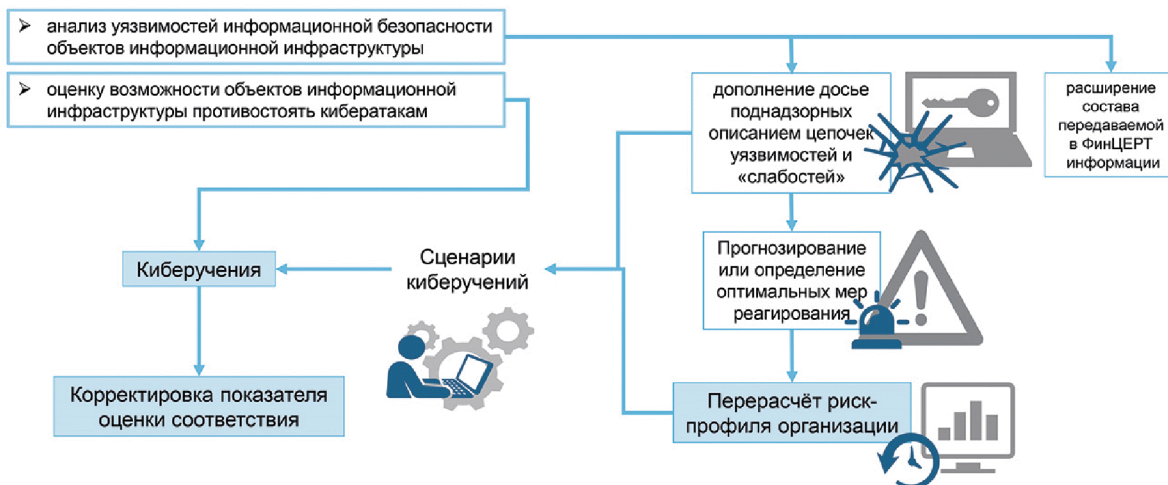 ➢ анализ уязвимостей информационной безопасности
объектов информационной инфраструктуры
➢ оценку возможности объектов информационной
инфраструктуры противостоять кибератакам
дополнение досье
поднадзорных
описанием цепочек
уязвимостей и
«слабостей»
расширение
состава
передаваемой
в ФинЦЕРТ
информации
Прогнозирование
или определение
оптимальных мер
реагирования
Сценарии
киберучений
Киберучения
Корректировка показателя
оценки соответствия
Перерасчёт риск-
профиля организации